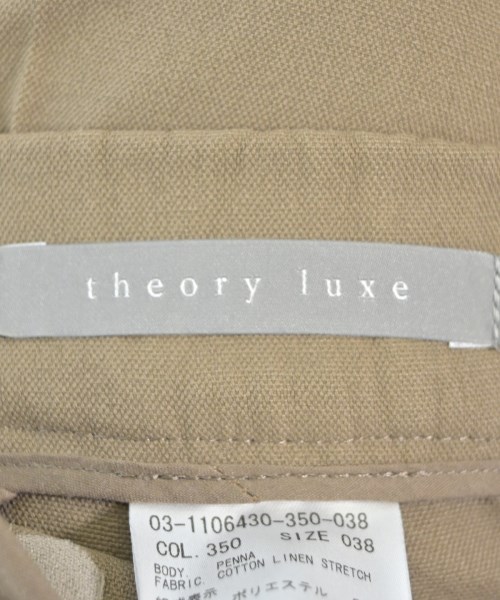 theory luxe
03-1106430-350-038
COL. 350 SIZE 038
BODY. PENNA
FABRIC. COTTON LINEN STRETCH
ポリエステル